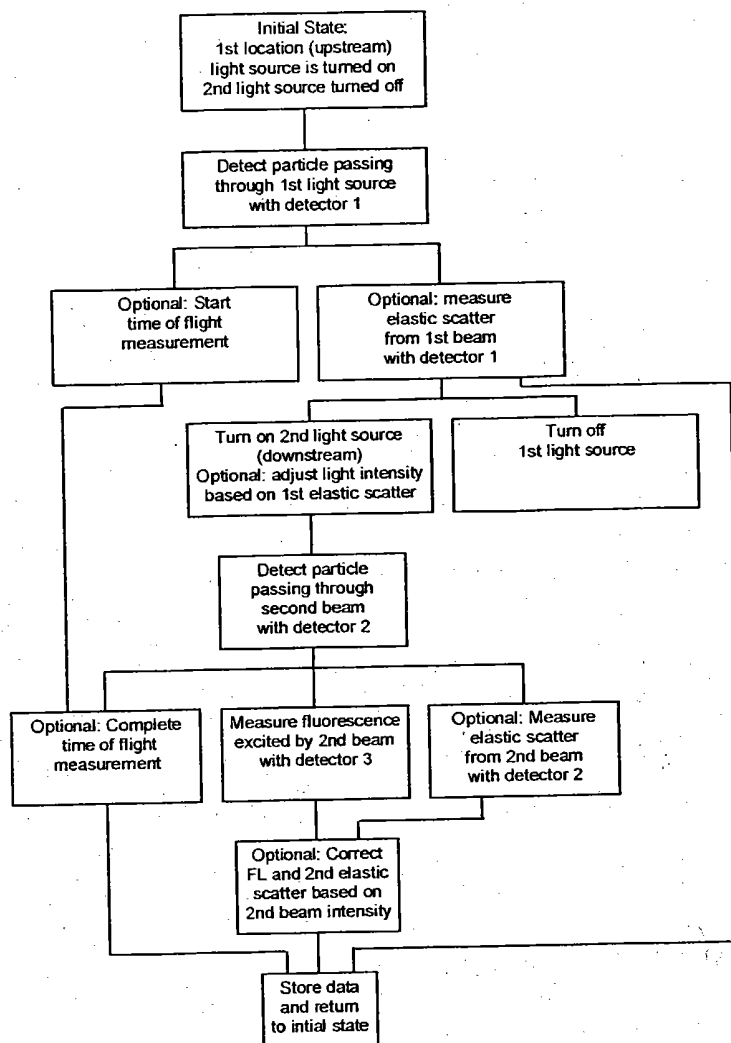 Initial State:
1st location (upstream)
light source is turned on
2nd light source turned off
Detect particle passing
through 1st light source
with detector 1
Optional: Start
time of flight
measurement
Optional: measure
elastic scatter
from 1st beam
with detector 1
Turn on 2nd light source
(downstream)
Optional: adjust light intensity
based on 1st elastic scatter
Turn off
1st light source
Detect particle
passing through
second beam
with detector 2
Optional: Complete
time of flight
measurement
Measure fluorescence
excited by 2nd beam
with detector 3
Optional: Measure
elastic scatter
from 2nd beam
with detector 2
Optional: Correct
FL and 2nd elastic
scatter based on
2nd beam intensity
Store data
and return
to intial state